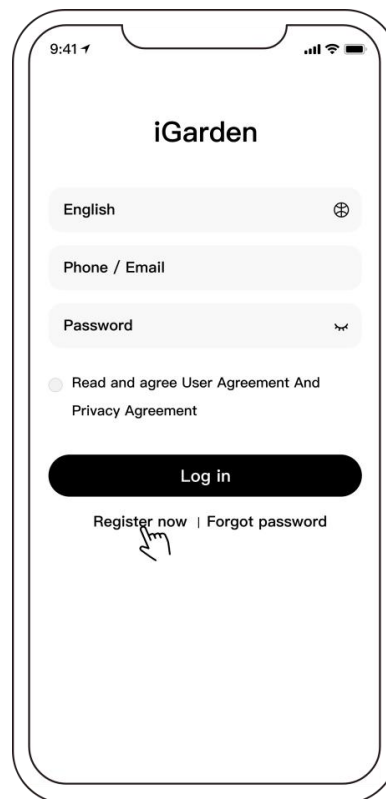 9:41
iGarden
English
Phone / Email
Password
Read and agree User Agreement And
Privacy Agreement
Log in
Register now | Forgot password